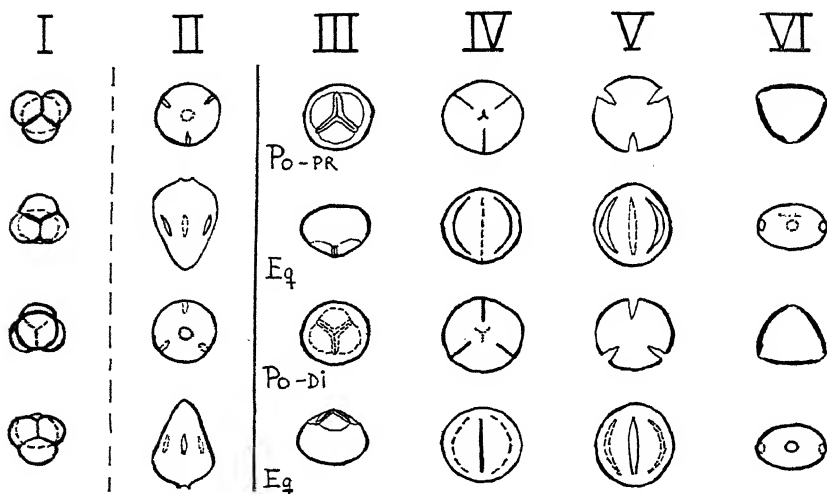 I II III IV V VI
Po-PR
Eq
Po-Di
Eq